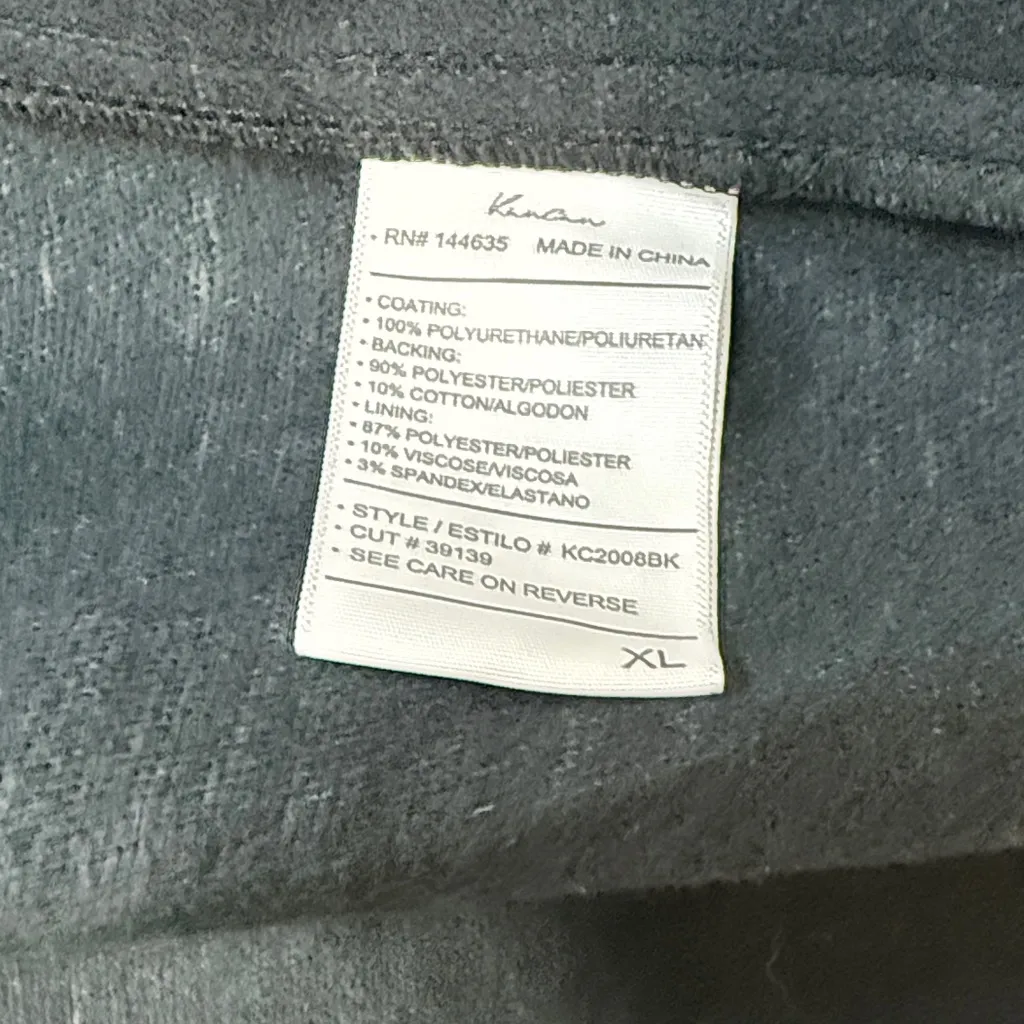 KanCan
• RN# 144635 MADE IN CHINA
• COATING:
• 100% POLYURETHANE/POLIURETAN
• BACKING:
• 90% POLYESTER/POLIESTER
• 10% COTTON/ALGODON
• LINING:
• 87% POLYESTER/POLIESTER
• 10% VISCOSE/VISCOSA
• 3% SPANDEX/ELASTANO
• STYLE / ESTILO # KC2008BK
• CUT # 39139
• SEE CARE ON REVERSE
XL